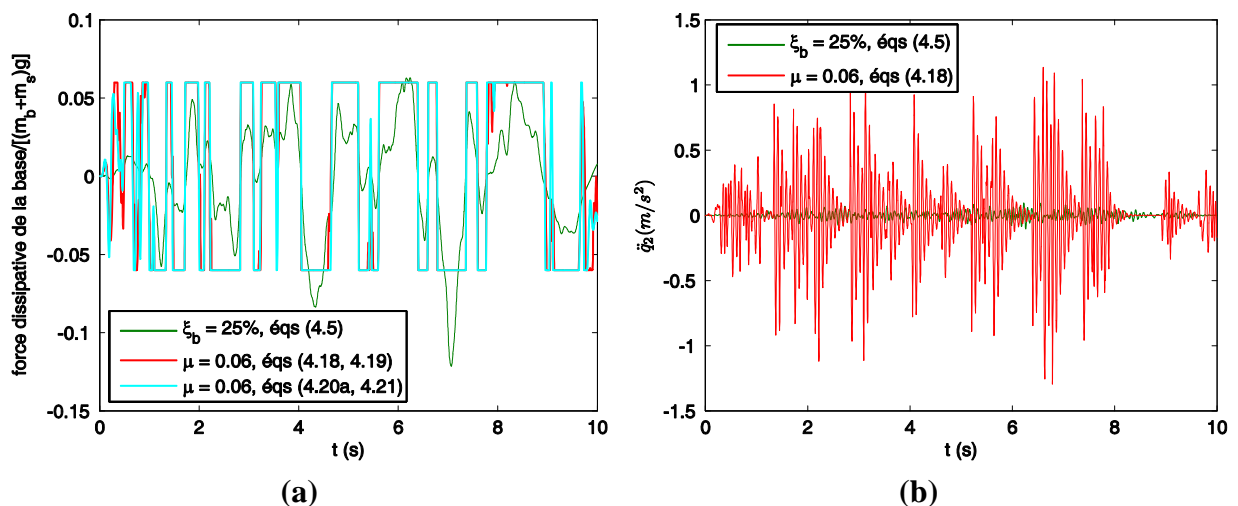 force dissipative de la base/[(m_b+m_s)g]
0.1
0.05
0
-0.05
-0.1
-0.15
ξ_b = 25%, éqs (4.5)
μ = 0.06, éqs (4.18, 4.19)
μ = 0.06, éqs (4.20a, 4.21)
0 2 4 6 8 10
t (s)
(a)
q̈₂(m/s²)
1.5
1
0.5
0
-0.5
-1
-1.5
ξ_b = 25%, éqs (4.5)
μ = 0.06, éqs (4.18)
0 2 4 6 8 10
t (s)
(b)